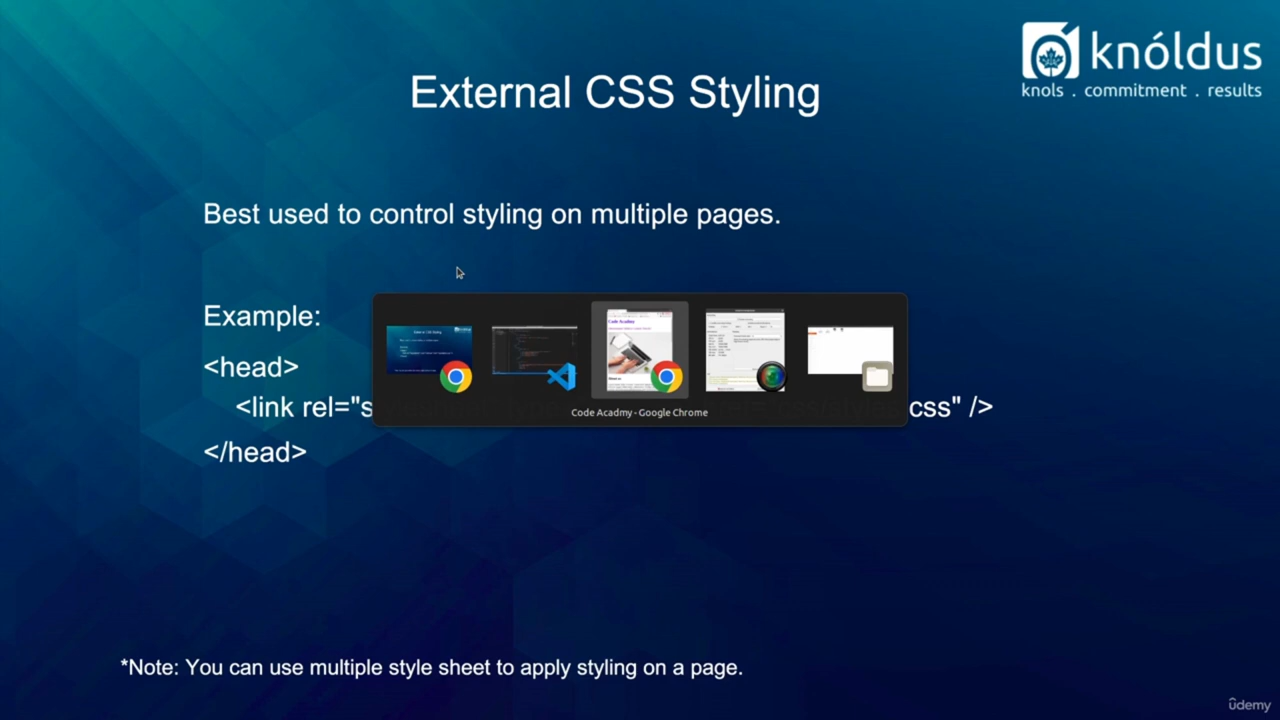 knóldus
knols . commitment . results
External CSS Styling
Best used to control styling on multiple pages.
Example:
<head>
<link rel="s css" />
Code Acadmy - Google Chrome
</head>
*Note: You can use multiple style sheet to apply styling on a page.
ûdemy